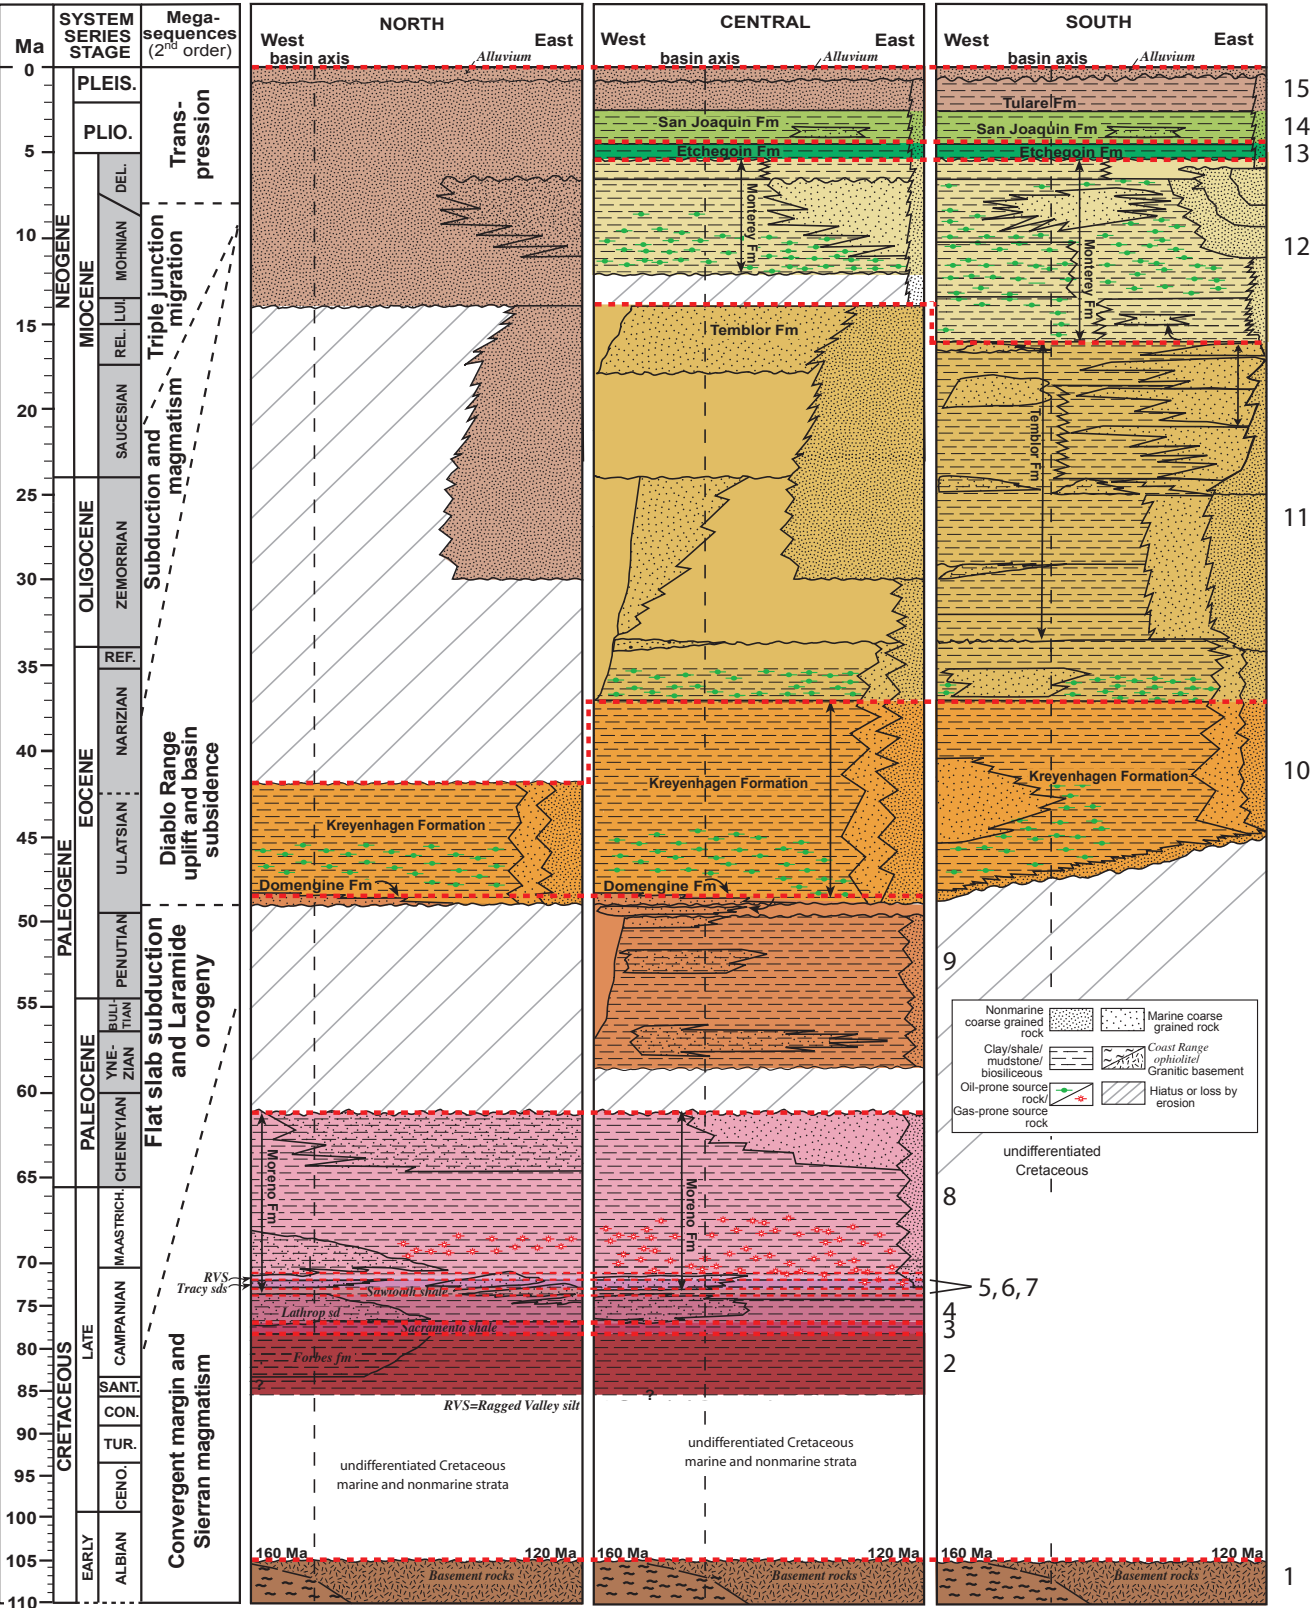 SYSTEM
SERIES
STAGE
Ma
Mega-
sequences
(2nd order)
NORTH
West
East
basin axis
Alluvium
CENTRAL
West
East
basin axis
Alluvium
SOUTH
West
East
basin axis
Alluvium
0
5
10
15
20
25
30
35
40
45
50
55
60
65
70
75
80
85
90
95
100
105
110
NEOGENE
PALEOGENE
CRETACEOUS
PLEIS.
PLIO.
MIOCENE
OLIGOCENE
EOCENE
PALEOCENE
LATE
EARLY
DEL.
MOHNIAN
LUI.
REL.
SAUCESIAN
ZEMORRIAN
REF.
NARIZIAN
ULATSIAN
PENUTIAN
BULI-
TIAN
YNE-
ZIAN
CHENEYIAN
MAASTRICH.
CAMPANIAN
SANT.
CON.
TUR.
CENO.
ALBIAN
Trans-
pression
Triple junction
migration
Subduction and
magmatism
Diablo Range
uplift and basin
subsidence
Flat slab subduction
and Laramide
orogeny
Convergent margin and
Sierran magmatism
Kreyenhagen Formation
Domengine Fm
Moreno Fm
RVS
Tracy sds
Sawtooth shale
Lathrop sd
Sacramento shale
Forbes fm
?
RVS=Ragged Valley silt
undifferentiated Cretaceous
marine and nonmarine strata
160 Ma
120 Ma
Basement rocks
San Joaquin Fm
Etchegoin Fm
Monterey Fm
Temblor Fm
Kreyenhagen Formation
Domengine Fm
Moreno Fm
?
undifferentiated Cretaceous
marine and nonmarine strata
160 Ma
120 Ma
Basement rocks
Tulare Fm
San Joaquin Fm
Etchegoin Fm
Monterey Fm
Temblor Fm
Kreyenhagen Formation
Nonmarine
coarse grained
rock
Marine coarse
grained rock
Clay/shale/
mudstone/
biosiliceous
Coast Range
ophiolite/
Granitic basement
Oil-prone source
rock/
Gas-prone source
rock
Hiatus or loss by
erosion
undifferentiated
Cretaceous
160 Ma
120 Ma
Basement rocks
15
14
13
12
11
10
9
8
5, 6, 7
4
3
2
1